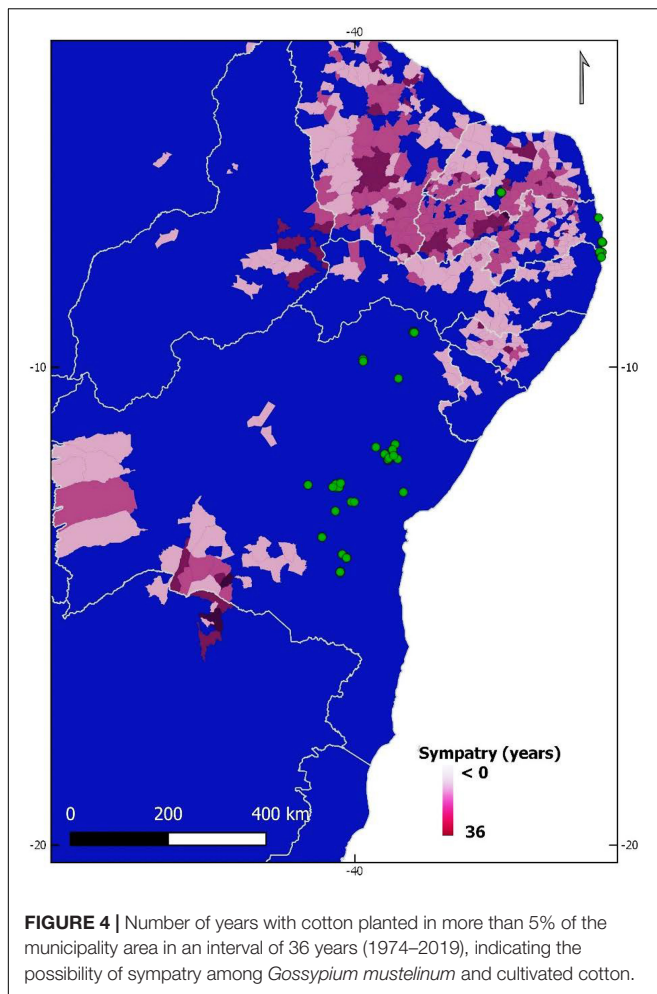 -40
-10
-10
Sympatry (years)
< 0
36
0 200 400 km
-20
-20
-40
FIGURE 4 | Number of years with cotton planted in more than 5% of the
municipality area in an interval of 36 years (1974–2019), indicating the
possibility of sympatry among Gossypium mustelinum and cultivated cotton.